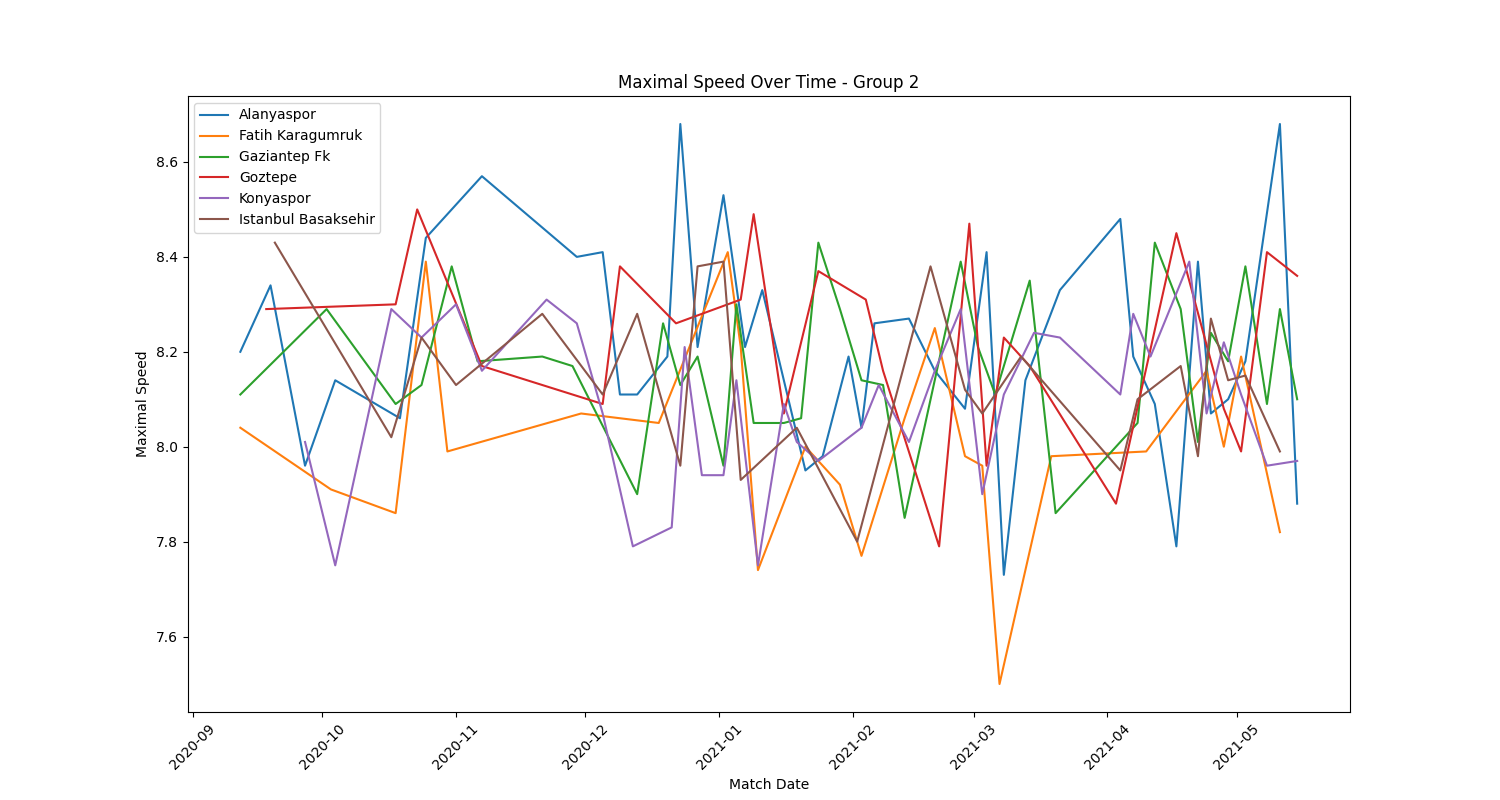 Maximal Speed Over Time - Group 2
Alanyaspor
Fatih Karagumruk
Gaziantep Fk
Goztepe
Konyaspor
Istanbul Basaksehir
Maximal Speed
8.6
8.4
8.2
8.0
7.8
7.6
2020-09
2020-10
2020-11
2020-12
2021-01
2021-02
2021-03
2021-04
2021-05
Match Date